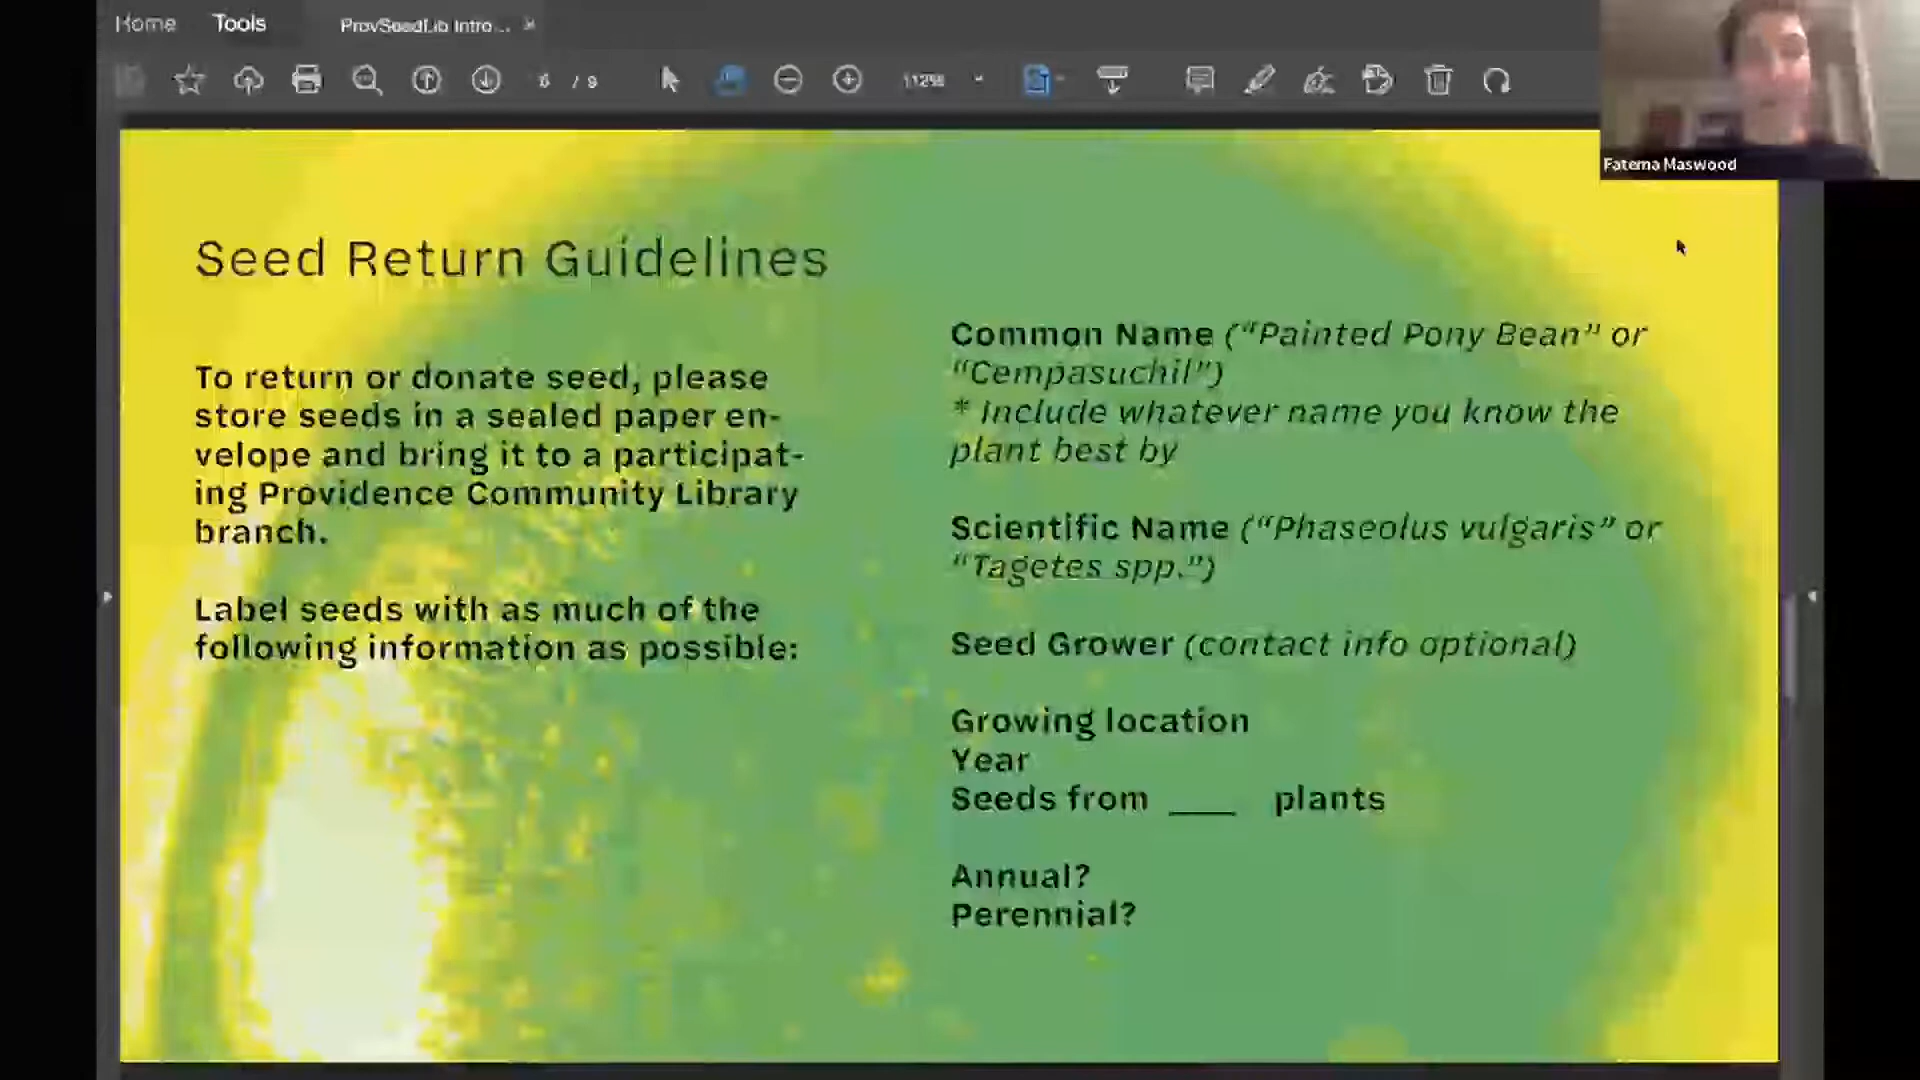 Home
Tools
ProvSeedLib Intro...
6 / 9
112%
Fatema Maswood
Seed Return Guidelines
To return or donate seed, please
store seeds in a sealed paper en-
velope and bring it to a participat-
ing Providence Community Library
branch.
Label seeds with as much of the
following information as possible:
Common Name (“Painted Pony Bean” or
“Cempasuchil”)
* Include whatever name you know the
plant best by
Scientific Name (“Phaseolus vulgaris” or
“Tagetes spp.”)
Seed Grower (contact info optional)
Growing location
Year
Seeds from ____ plants
Annual?
Perennial?